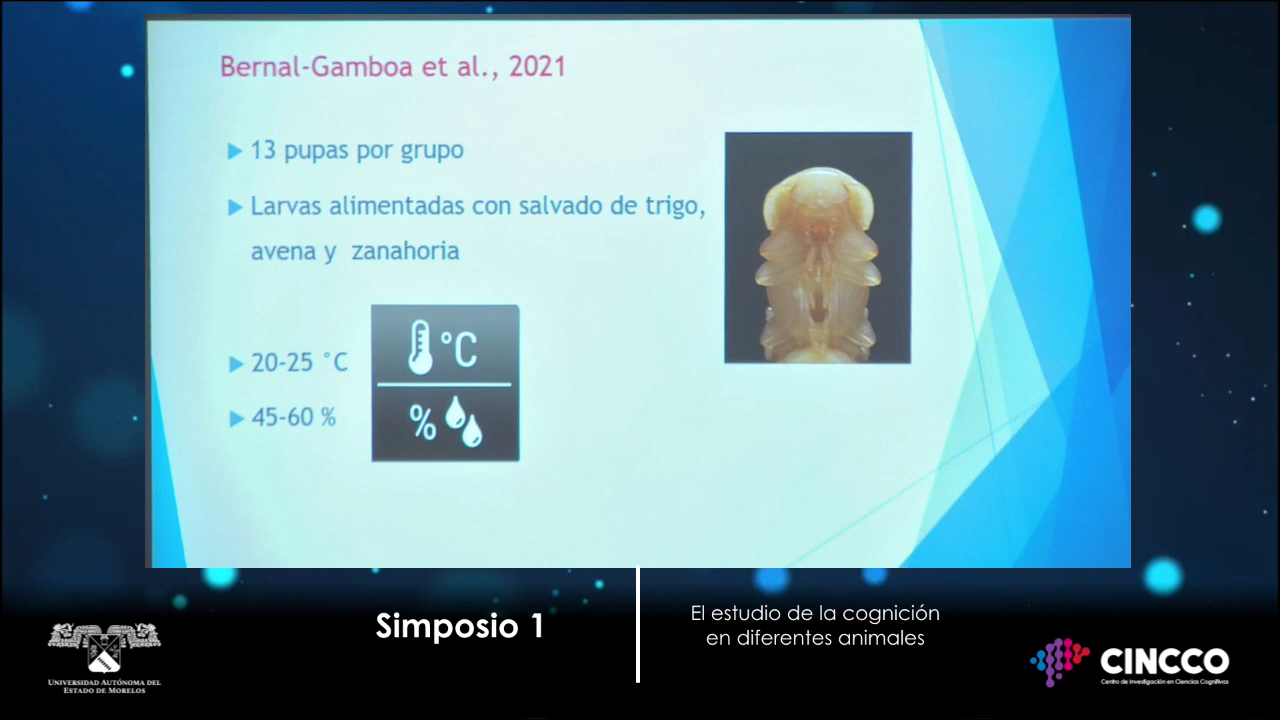 Bernal-Gamboa et al., 2021
13 pupas por grupo
Larvas alimentadas con salvado de trigo,
avena y zanahoria
20-25 °C
45-60 %
°C
%
Simposio 1
El estudio de la cognición
en diferentes animales
UNIVERSIDAD AUTÓNOMA DEL
ESTADO DE MORELOS
CINCCO
Centro de Investigación en Ciencias Cognitivas